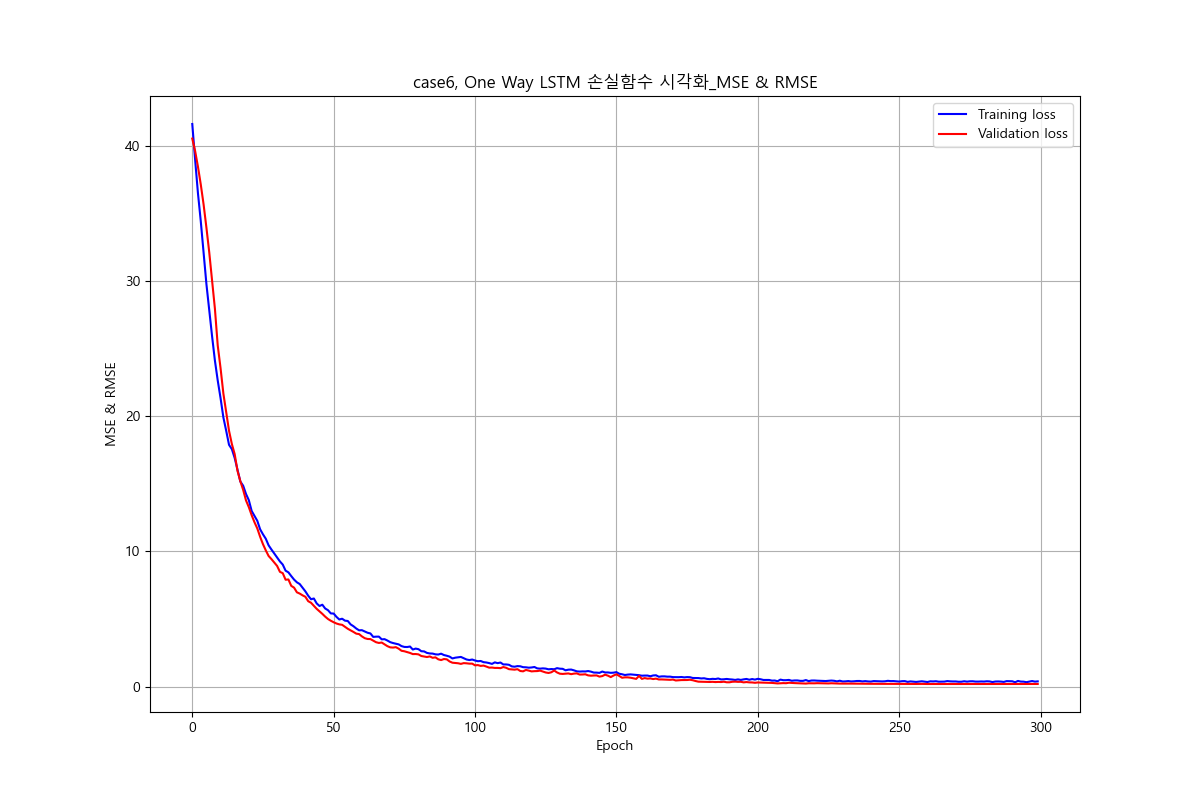 case6, One Way LSTM 손실함수 시각화_MSE & RMSE
Training loss
Validation loss
40
30
20
10
0
MSE & RMSE
0 50 100 150 200 250 300
Epoch